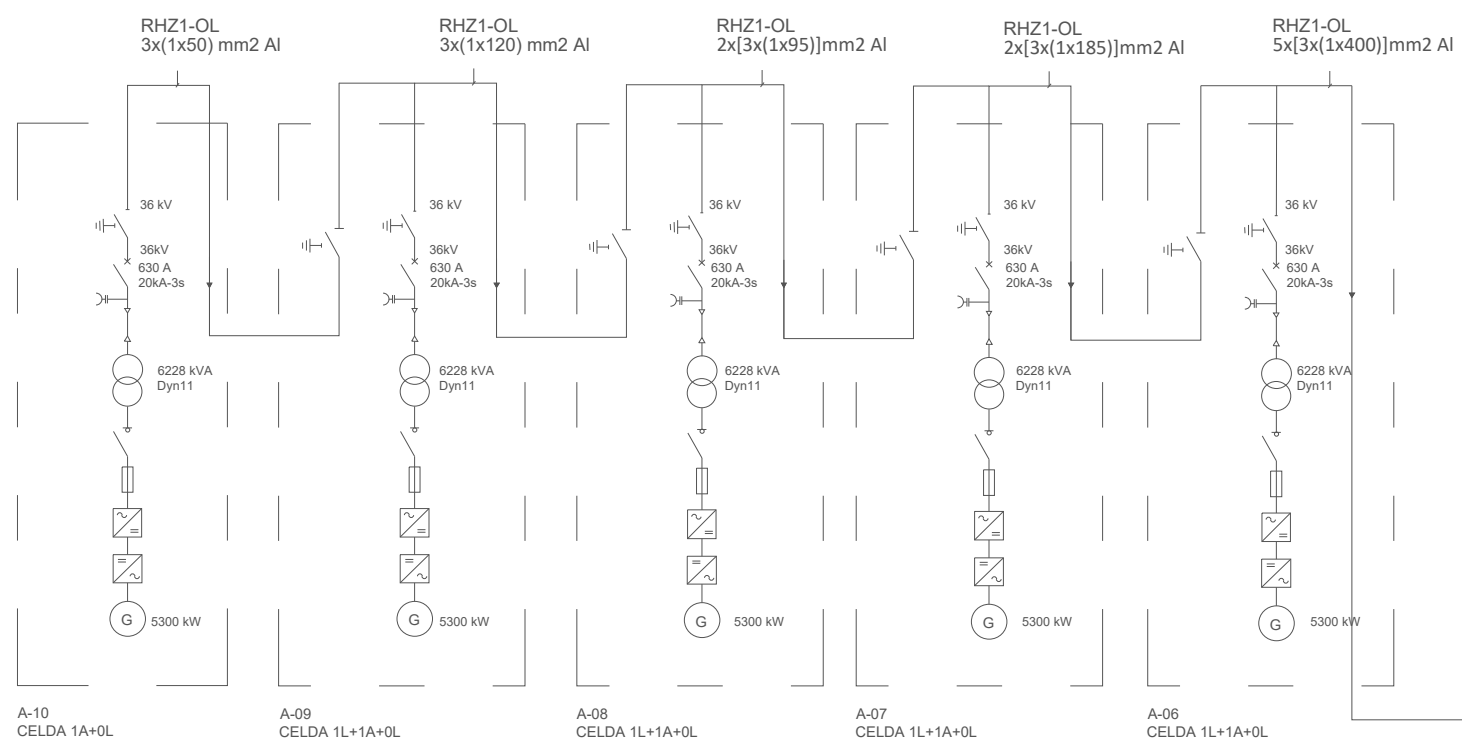 RHZ1-OL
3x(1x50) mm2 Al
RHZ1-OL
3x(1x120) mm2 Al
RHZ1-OL
2x[3x(1x95)]mm2 Al
RHZ1-OL
2x[3x(1x185)]mm2 Al
RHZ1-OL
5x[3x(1x400)]mm2 Al
36 kV
36kV
630 A
20kA-3s
6228 kVA
Dyn11
G
5300 kW
A-10
CELDA 1A+0L
36 kV
36kV
630 A
20kA-3s
6228 kVA
Dyn11
G
5300 kW
A-09
CELDA 1L+1A+0L
36 kV
36kV
630 A
20kA-3s
6228 kVA
Dyn11
G
5300 kW
A-08
CELDA 1L+1A+0L
36 kV
36kV
630 A
20kA-3s
6228 kVA
Dyn11
G
5300 kW
A-07
CELDA 1L+1A+0L
36 kV
36kV
630 A
20kA-3s
6228 kVA
Dyn11
G
5300 kW
A-06
CELDA 1L+1A+0L